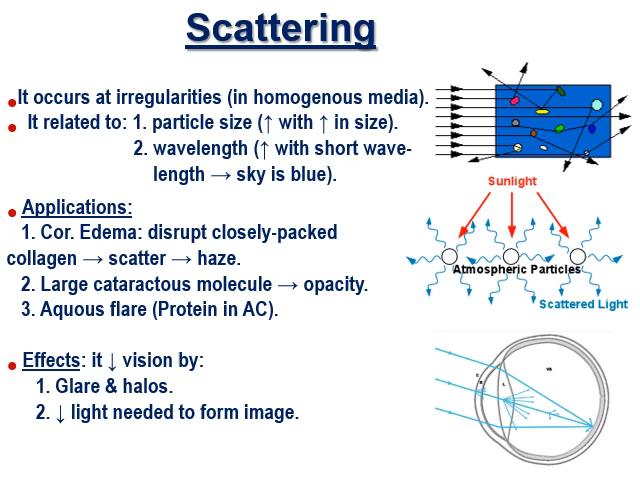 Scattering
•It occurs at irregularities (in homogenous media).
• It related to: 1. particle size (↑ with ↑ in size).
2. wavelength (↑ with short wave-
length → sky is blue).
• Applications:
1. Cor. Edema: disrupt closely-packed
collagen → scatter → haze.
2. Large cataractous molecule → opacity.
3. Aquous flare (Protein in AC).
• Effects: it ↓ vision by:
1. Glare & halos.
2. ↓ light needed to form image.
Sunlight
Atmospheric Particles
Scattered Light